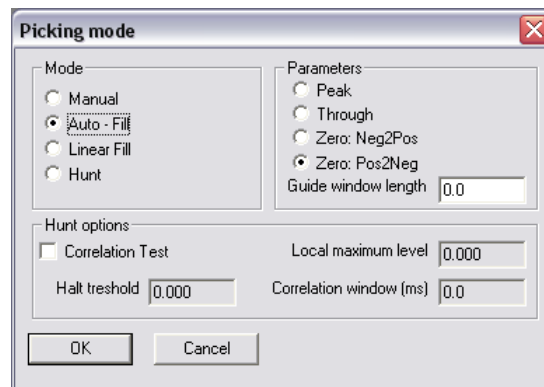 Picking mode
Mode
Manual
Auto - Fill
Linear Fill
Hunt
Parameters
Peak
Through
Zero: Neg2Pos
Zero: Pos2Neg
Guide window length 0.0
Hunt options
Correlation Test Local maximum level 0.000
Halt treshold 0.000 Correlation window (ms) 0.0
OK Cancel